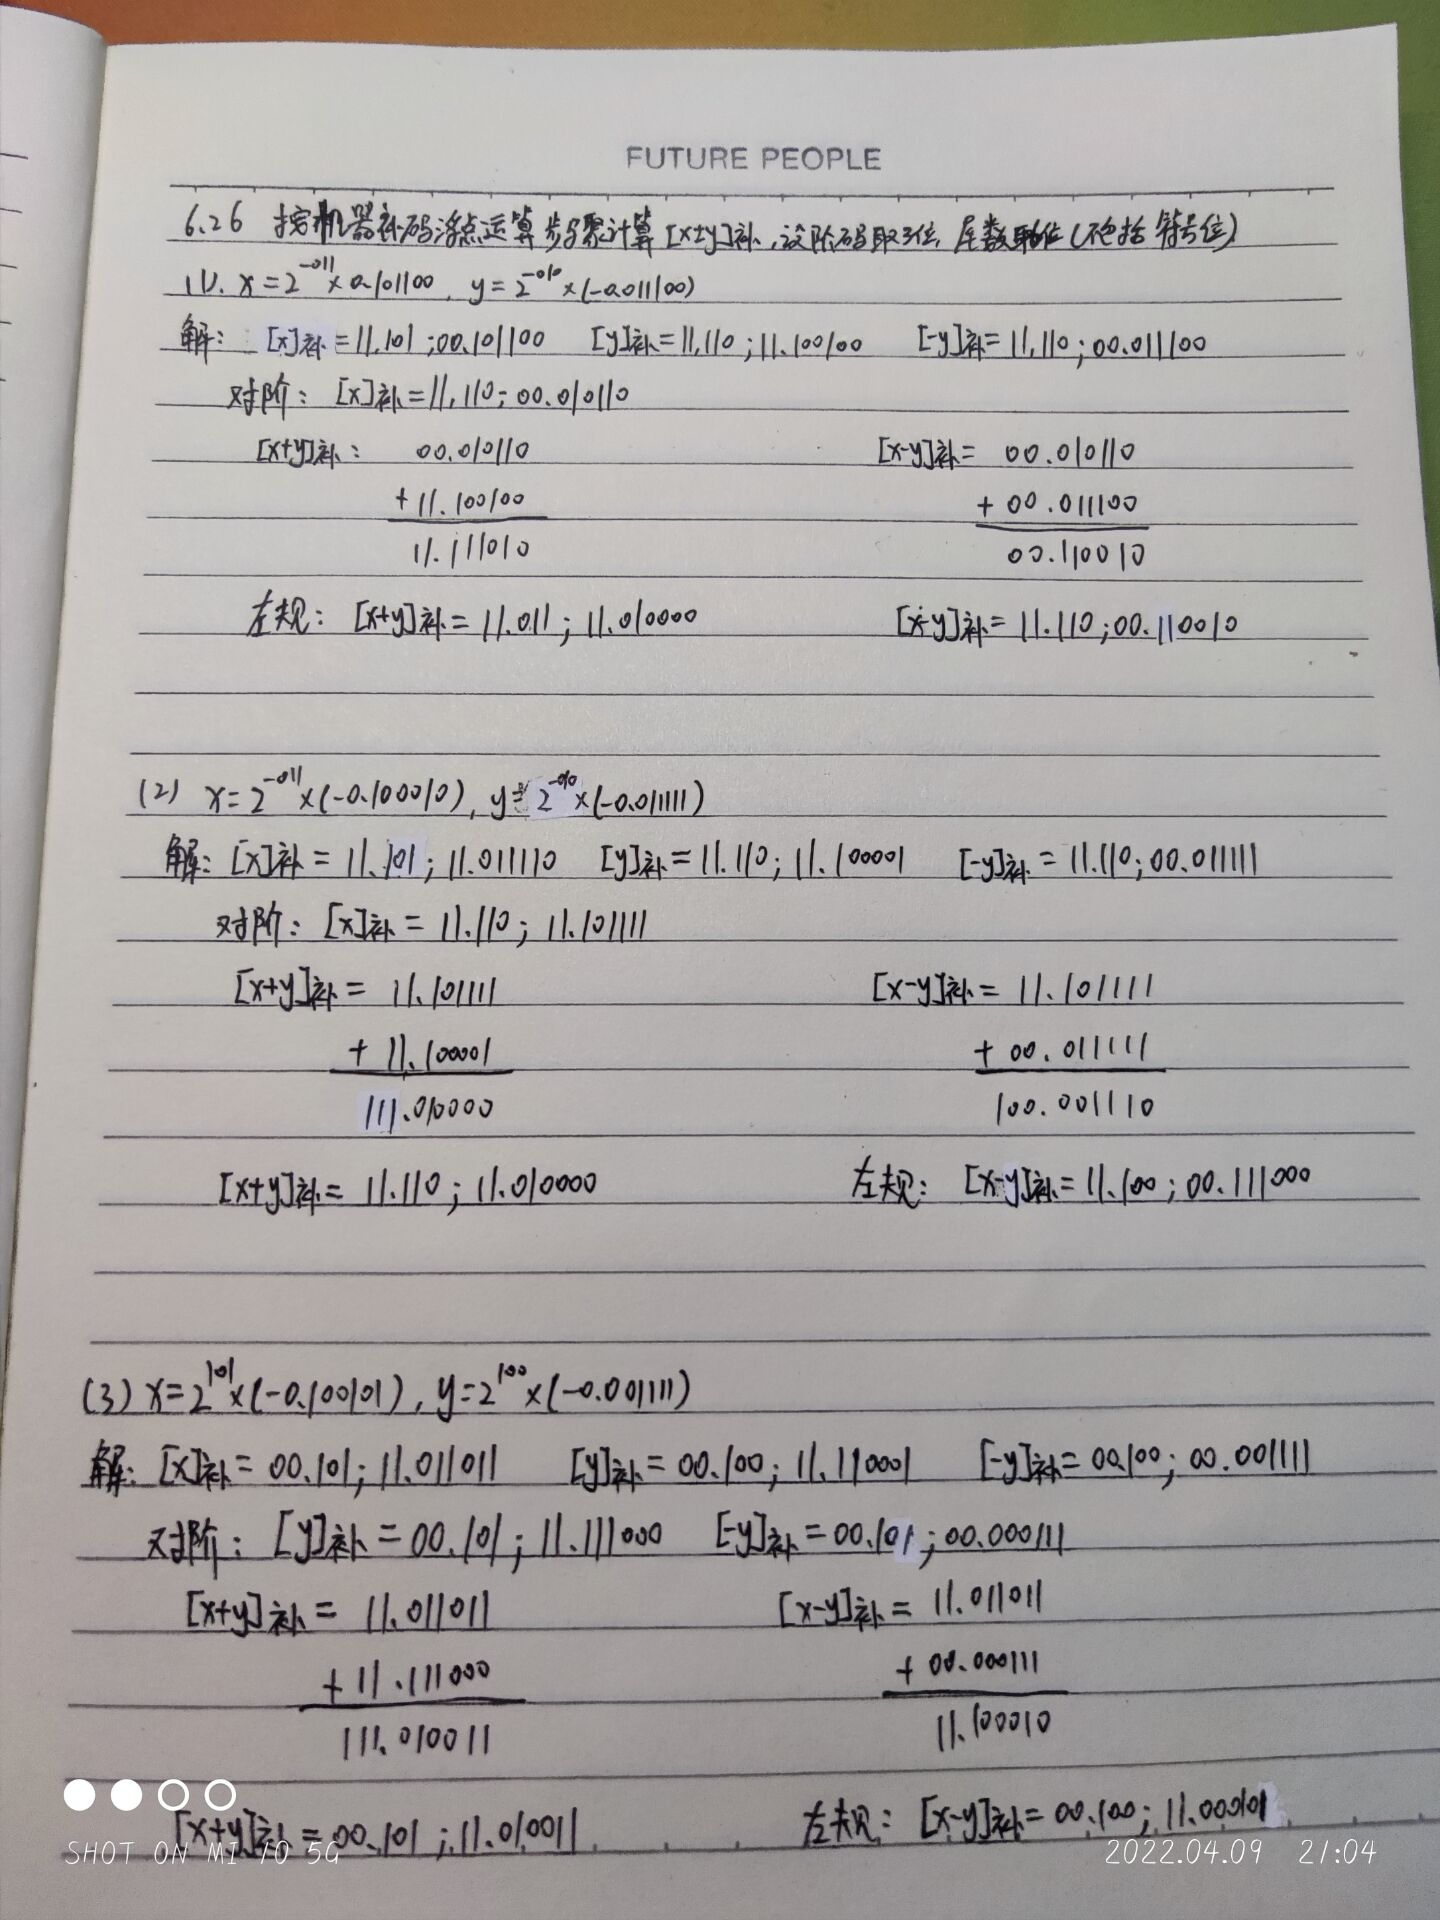 FUTURE PEOPLE
6.26 按机器补码浮点运算步骤计算[x±y]补,设阶码取3位,尾数取6位(不包括符号位)
(1). x=2^-011×0.101100, y=2^-010×(-0.011100)
解: [x]补=11,101;00.101100 [y]补=11,110;11.100100 [-y]补=11,110;00.011100
对阶: [x]补=11,110;00.010110
[x+y]补: 00.010110 [x-y]补= 00.010110
+11.100100 +00.011100
11.111010 00.110010
左规: [x+y]补=11.011;11.010000 [x-y]补=11.110;00.110010
(2) x=2^-011×(-0.100010), y=2^-010×(-0.011111)
解: [x]补=11.101;11.011110 [y]补=11.110;11.100001 [-y]补=11.110;00.011111
对阶: [x]补=11.110;11.101111
[x+y]补= 11.101111 [x-y]补= 11.101111
+11.100001 +00.011111
111.010000 100.001110
[x+y]补=11.110;11.010000 左规: [x-y]补=11.100;00.111000
(3) x=2^101×(-0.100101), y=2^100×(-0.001111)
解: [x]补=00.101;11.011011 [y]补=00.100;11.110001 [-y]补=00.100;00.001111
对阶: [y]补=00.101;11.111000 [-y]补=00.101;00.000111
[x+y]补= 11.011011 [x-y]补= 11.011011
+11.111000 +00.000111
111.010011 11.100010
[x+y]补=00.101;11.010011 左规: [x-y]补=00.100;11.000101
SHOT ON MI 10 5G 2022.04.09 21:04